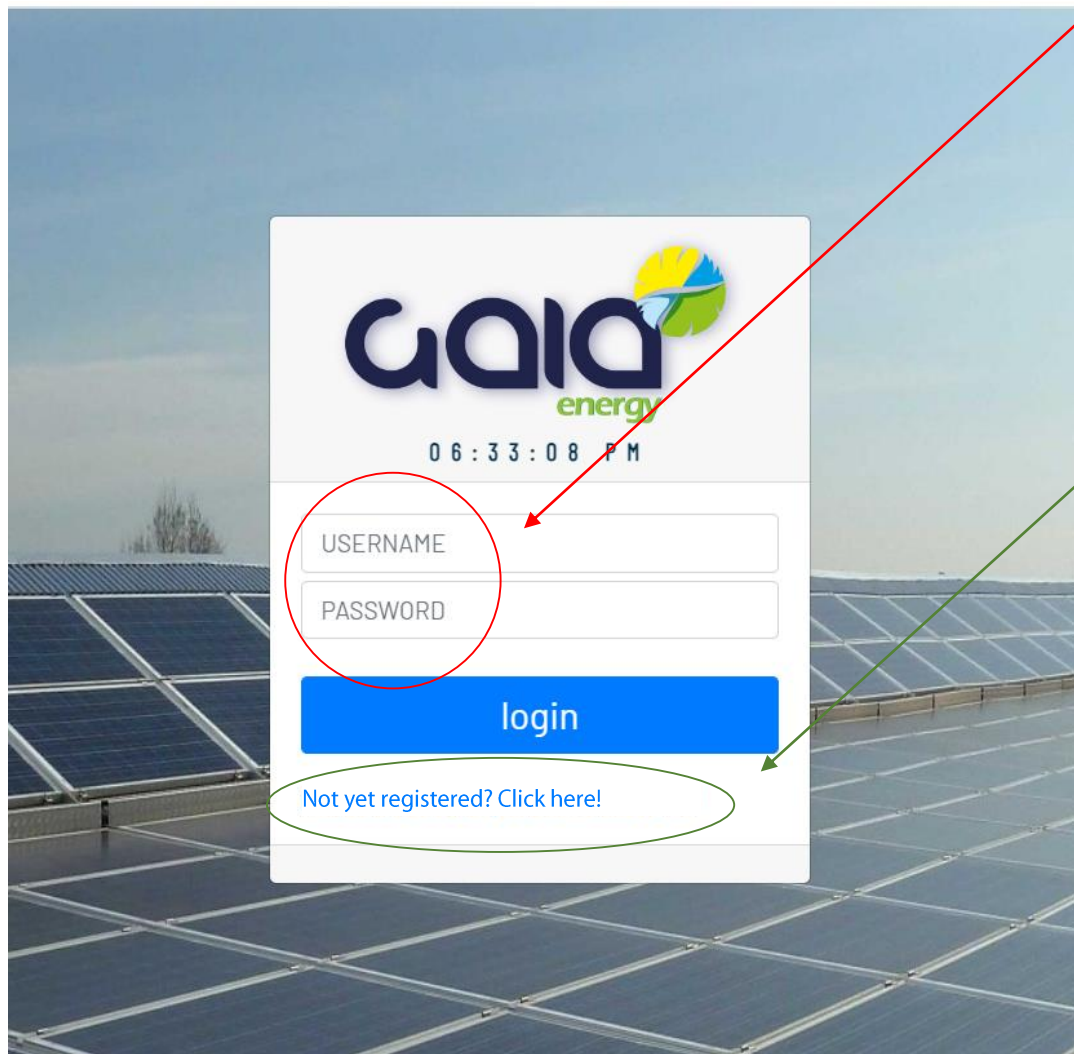 GAIA
energy
06:33:08 PM
USERNAME
PASSWORD
login
Not yet registered? Click here!